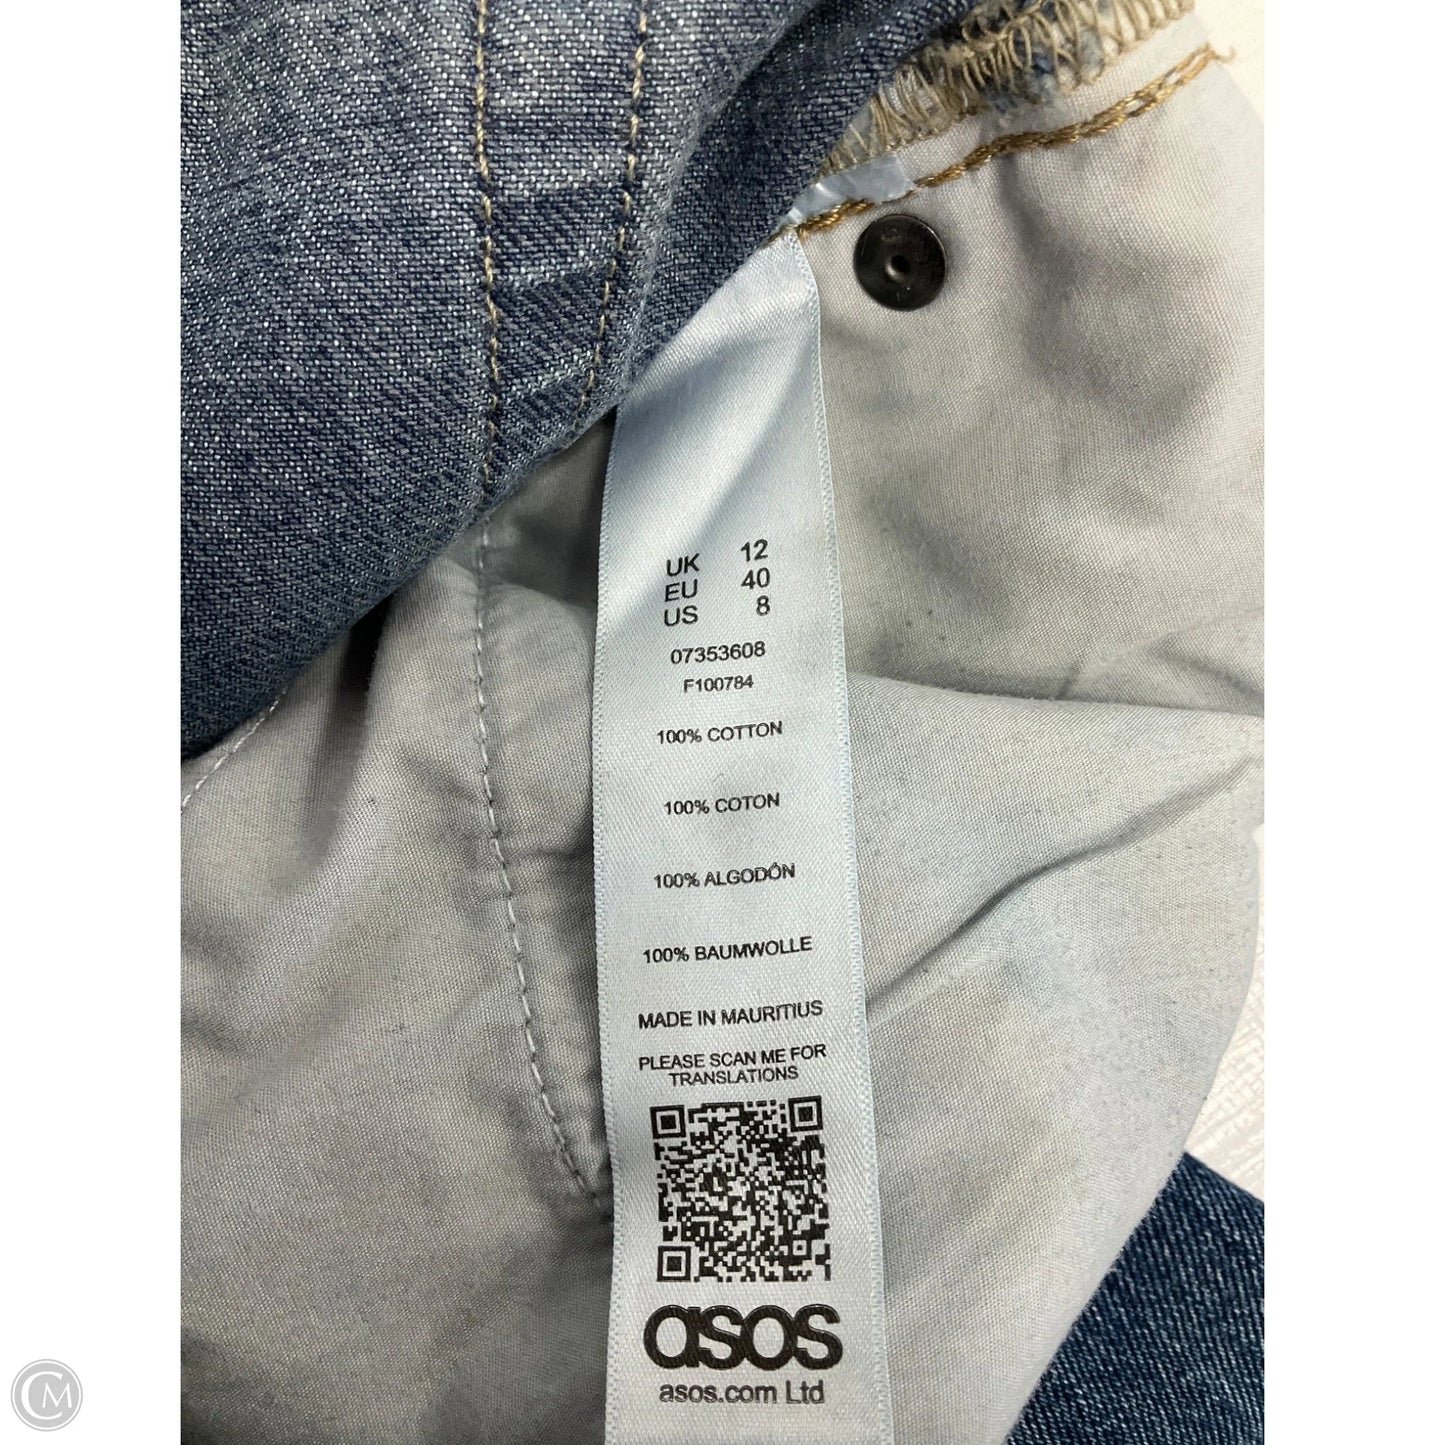 UK 12
EU 40
US 8
07353608
F100784
100% COTTON
100% COTON
100% ALGODÓN
100% BAUMWOLLE
MADE IN MAURITIUS
PLEASE SCAN ME FOR
TRANSLATIONS
asos
asos.com Ltd
CM